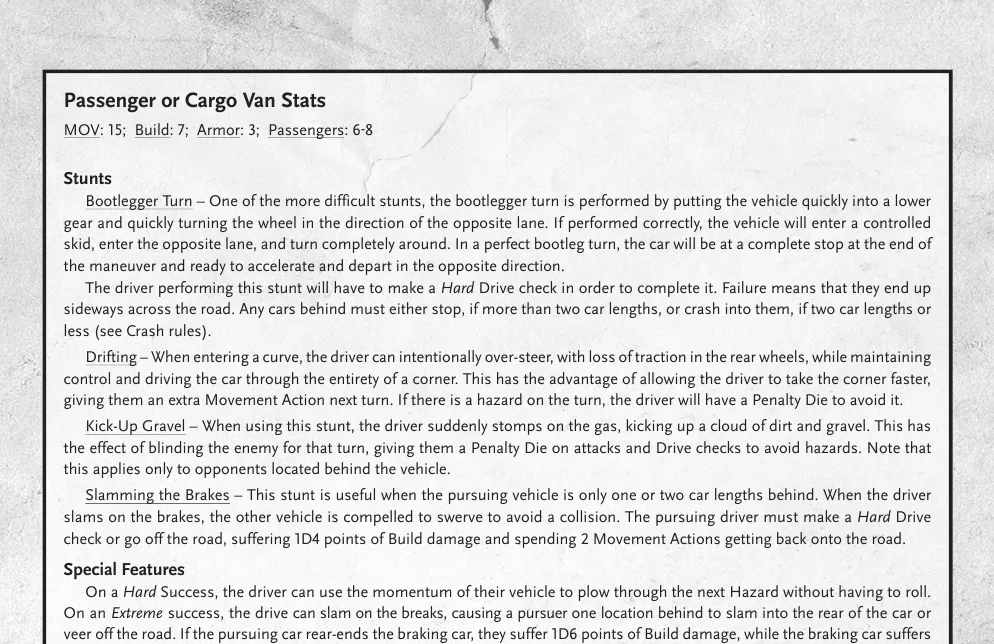 Passenger or Cargo Van Stats
MOV: 15; Build: 7; Armor: 3; Passengers: 6-8
Stunts
Bootlegger Turn – One of the more difficult stunts, the bootlegger turn is performed by putting the vehicle quickly into a lower
gear and quickly turning the wheel in the direction of the opposite lane. If performed correctly, the vehicle will enter a controlled
skid, enter the opposite lane, and turn completely around. In a perfect bootleg turn, the car will be at a complete stop at the end of
the maneuver and ready to accelerate and depart in the opposite direction.
The driver performing this stunt will have to make a Hard Drive check in order to complete it. Failure means that they end up
sideways across the road. Any cars behind must either stop, if more than two car lengths, or crash into them, if two car lengths or
less (see Crash rules).
Drifting – When entering a curve, the driver can intentionally over-steer, with loss of traction in the rear wheels, while maintaining
control and driving the car through the entirety of a corner. This has the advantage of allowing the driver to take the corner faster,
giving them an extra Movement Action next turn. If there is a hazard on the turn, the driver will have a Penalty Die to avoid it.
Kick-Up Gravel – When using this stunt, the driver suddenly stomps on the gas, kicking up a cloud of dirt and gravel. This has
the effect of blinding the enemy for that turn, giving them a Penalty Die on attacks and Drive checks to avoid hazards. Note that
this applies only to opponents located behind the vehicle.
Slamming the Brakes – This stunt is useful when the pursuing vehicle is only one or two car lengths behind. When the driver
slams on the brakes, the other vehicle is compelled to swerve to avoid a collision. The pursuing driver must make a Hard Drive
check or go off the road, suffering 1D4 points of Build damage and spending 2 Movement Actions getting back onto the road.
Special Features
On a Hard Success, the driver can use the momentum of their vehicle to plow through the next Hazard without having to roll.
On an Extreme success, the drive can slam on the breaks, causing a pursuer one location behind to slam into the rear of the car or
veer off the road. If the pursuing car rear-ends the braking car, they suffer 1D6 points of Build damage, while the braking car suffers